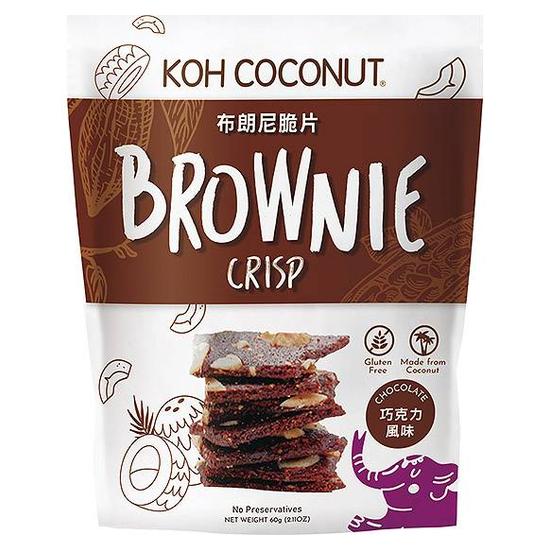 KOH COCONUT®
布朗尼脆片
BROWNIE
CRISP
Gluten
Free
Made from
Coconut
CHOCOLATE
巧克力
風味
No Preservatives
NET WEIGHT 60g (2.11OZ)